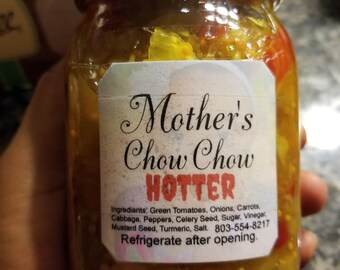 Mother's
Chow Chow
HOTTER
Ingredients: Green Tomatoes, Onions, Carrots,
Cabbage, Peppers, Celery Seed, Sugar, Vinegar,
Mustard Seed, Turmeric, Salt. 803-554-8217
Refrigerate after opening.